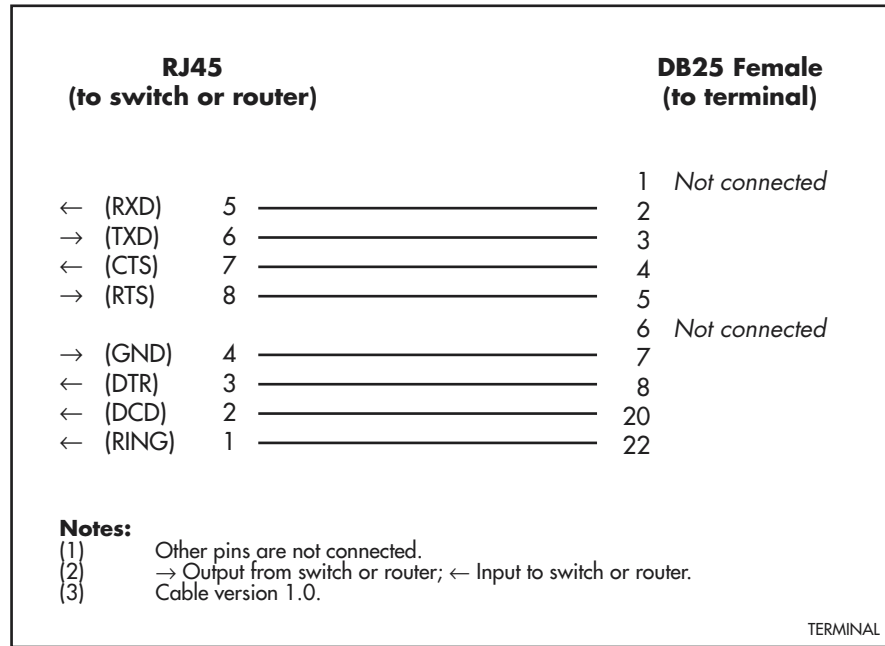 RJ45 DB25 Female
(to switch or router) (to terminal)
1 Not connected
← (RXD) 5 2
→ (TXD) 6 3
← (CTS) 7 4
→ (RTS) 8 5
6 Not connected
→ (GND) 4 7
← (DTR) 3 8
← (DCD) 2 20
← (RING) 1 22
Notes:
(1) Other pins are not connected.
(2) → Output from switch or router; ← Input to switch or router.
(3) Cable version 1.0.
TERMINAL